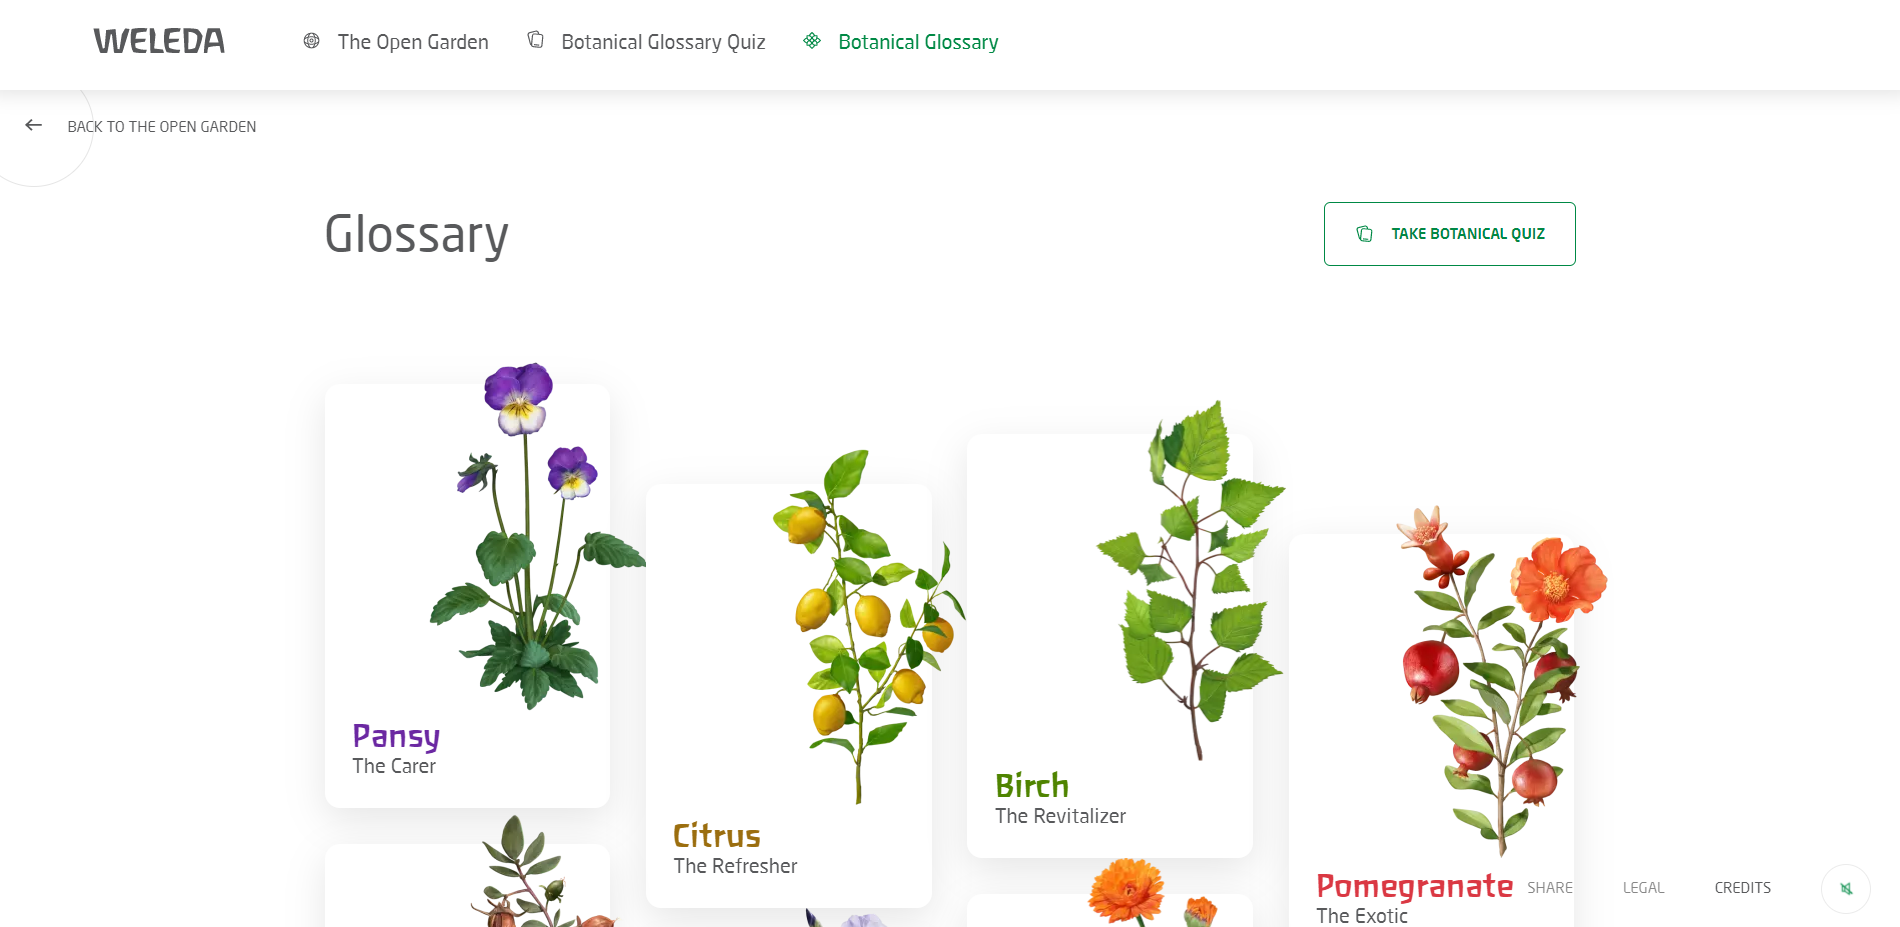 WELEDA
The Open Garden
Botanical Glossary Quiz
Botanical Glossary
BACK TO THE OPEN GARDEN
Glossary
TAKE BOTANICAL QUIZ
Pansy
The Carer
Citrus
The Refresher
Birch
The Revitalizer
Pomegranate
The Exotic
SHARE
LEGAL
CREDITS